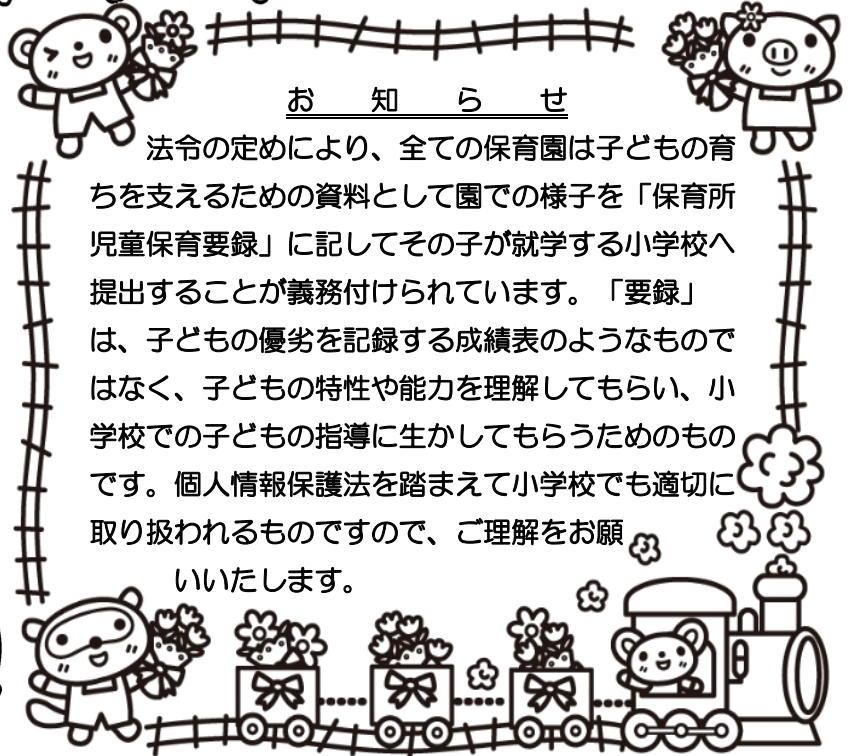 お知らせ
法令の定めにより、全ての保育園は子どもの育
ちを支えるための資料として園での様子を「保育所
児童保育要録」に記してその子が就学する小学校へ
提出することが義務付けられています。「要録」
は、子どもの優劣を記録する成績表のようなもので
はなく、子どもの特性や能力を理解してもらい、小
学校での子どもの指導に生かしてもらうためのもの
です。個人情報保護法を踏まえて小学校でも適切に
取り扱われるものですので、ご理解をお願
いいたします。